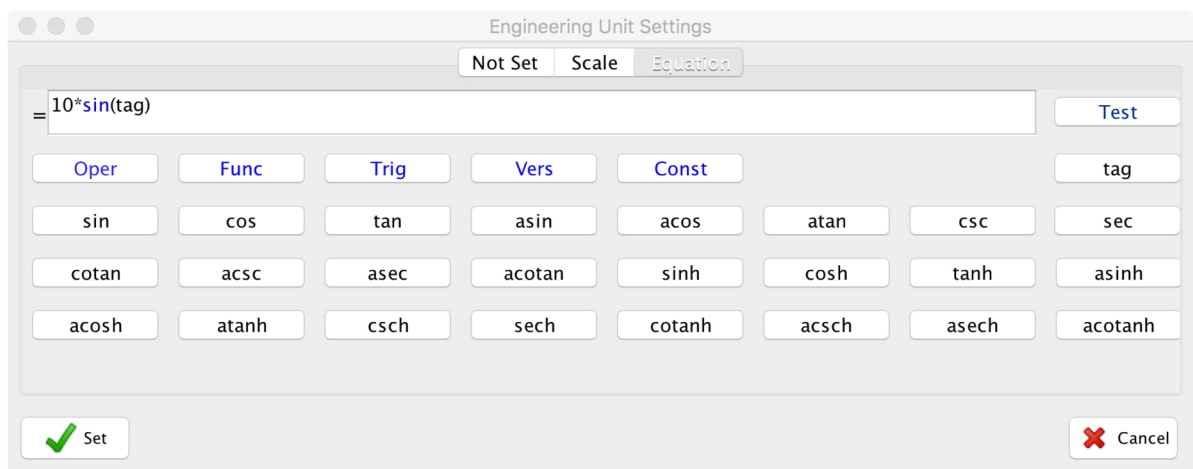 Engineering Unit Settings
Not Set Scale Equation
= 10*sin(tag) Test
Oper Func Trig Vers Const tag
sin cos tan asin acos atan csc sec
cotan acsc asec acotan sinh cosh tanh asinh
acosh atanh csch sech cotanh acsch asech acotanh
Set Cancel